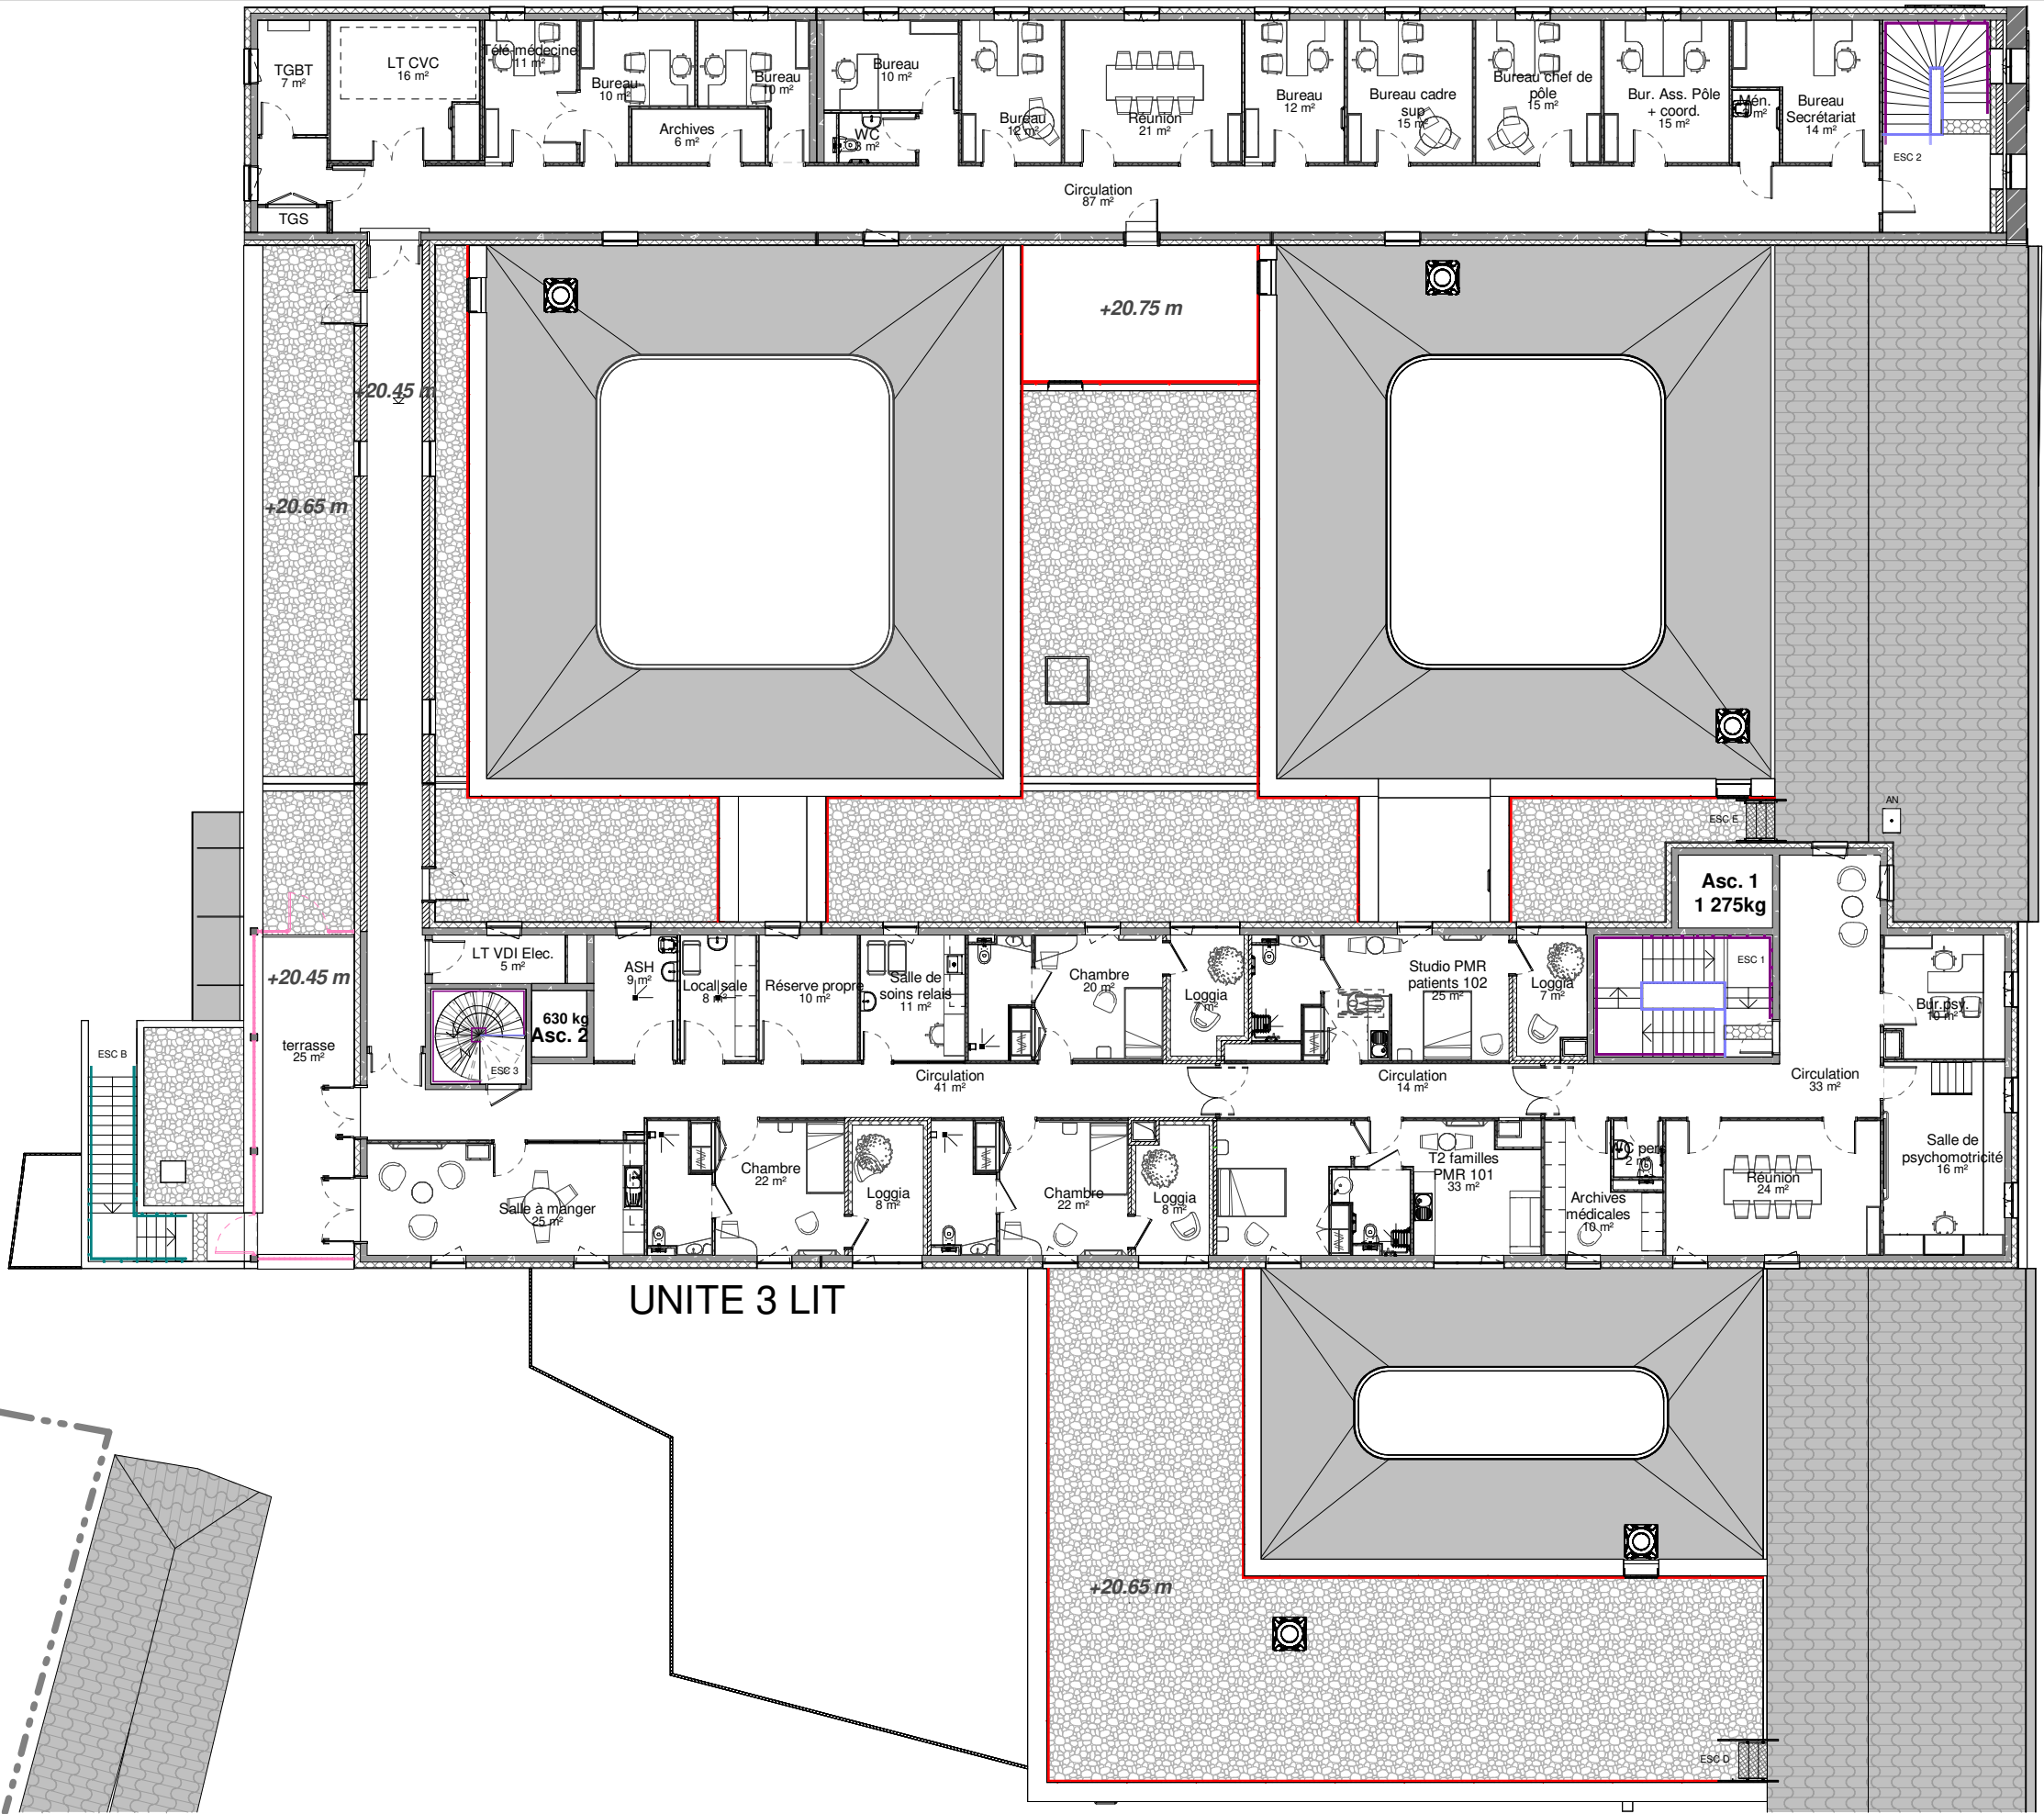 TGBT
7 m²
LT CVC
16 m²
Télé-médecine
11 m²
Bureau
10 m²
Bureau
10 m²
Archives
6 m²
Bureau
10 m²
WC
3 m²
Bureau
12 m²
Réunion
21 m²
Bureau
12 m²
Bureau cadre
sup
15 m²
Bureau chef de
pôle
15 m²
Bur. Ass. Pôle
+ coord.
15 m²
Mén.
Bureau
Secrétariat
14 m²
ESC 2
Circulation
87 m²
TGS
+20.75 m
+20.45 m
+20.65 m
ESC E
AN
Asc. 1
1 275kg
+20.45 m
terrasse
25 m²
ESC B
LT VDI Elec.
5 m²
630 kg
Asc. 2
ESC 3
ASH
9 m²
Local sale
8 m²
Réserve propre
10 m²
Salle de
soins relais
11 m²
Chambre
20 m²
Loggia
7 m²
Studio PMR
patients 102
25 m²
Loggia
7 m²
ESC 1
Bur.psy.
10 m²
Circulation
41 m²
Circulation
14 m²
Circulation
33 m²
Salle à manger
25 m²
Chambre
22 m²
Loggia
8 m²
Chambre
22 m²
Loggia
8 m²
T2 familles
PMR 101
33 m²
Archives
médicales
10 m²
WC pers
2 m²
Réunion
24 m²
Salle de
psychomotricité
16 m²
UNITE 3 LIT
+20.65 m
ESC D